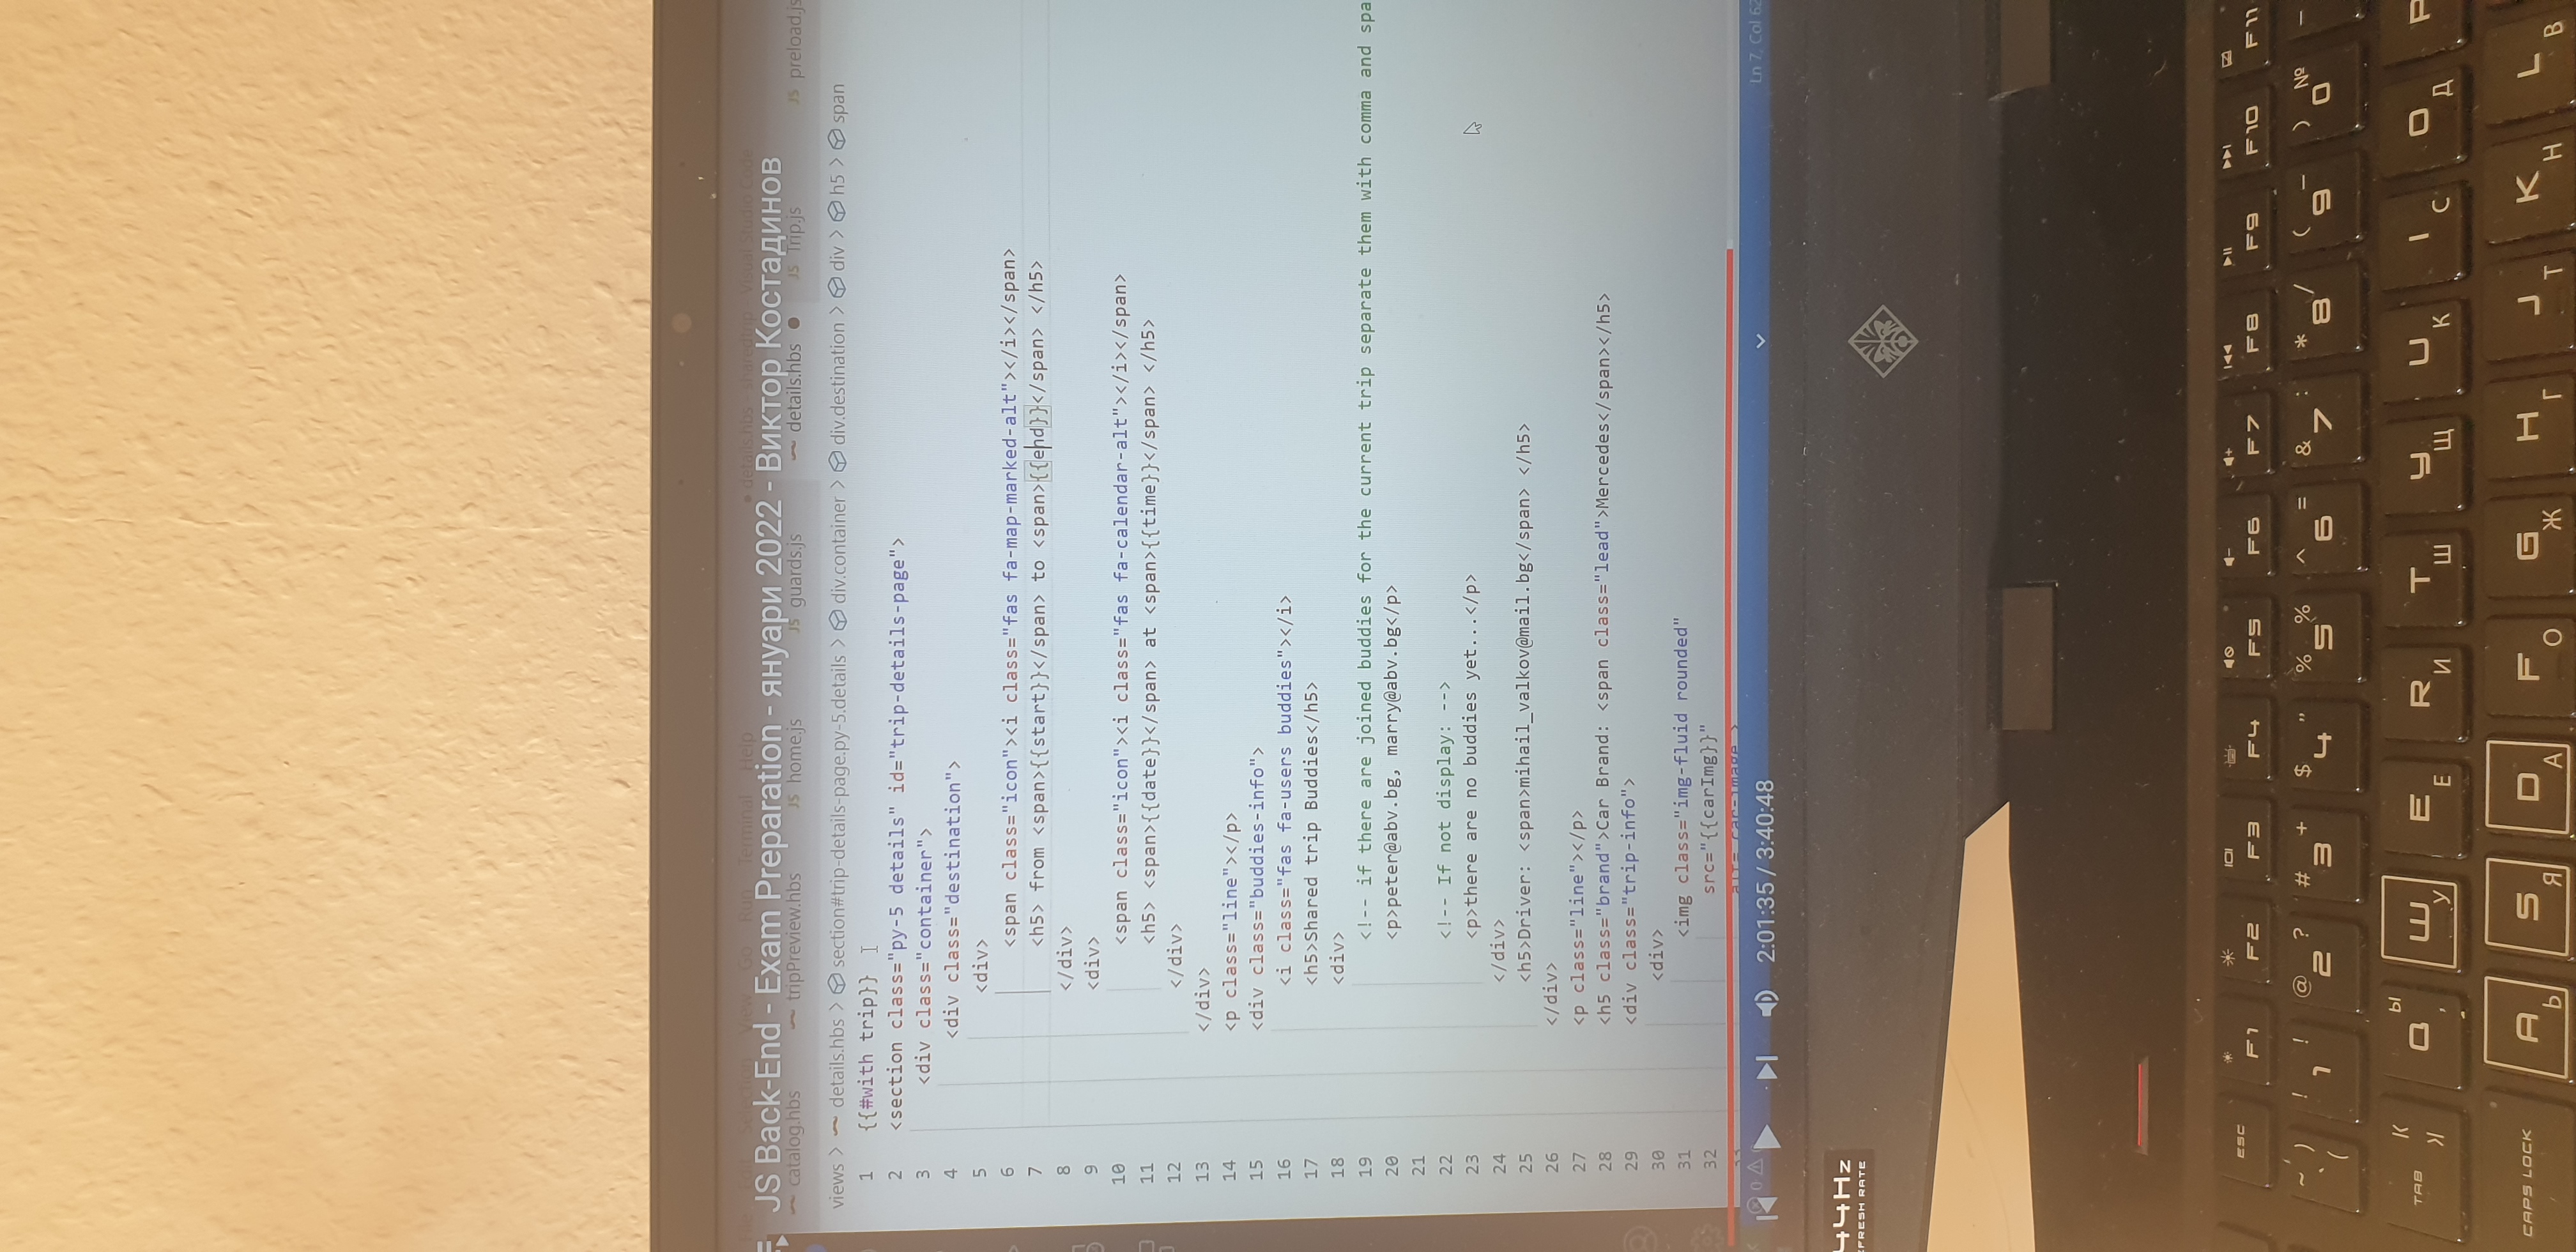 File Edit Selection View Go Run Terminal Help
details.hbs - sharedtrip - Visual Studio Code
JS Back-End - Exam Preparation - януари 2022 - Виктор Костадинов
catalog.hbs tripPreview.hbs JS home.js JS guards.js details.hbs ● JS Trip.js JS preload.js
views > details.hbs > section#trip-details-page.py-5.details > div.container > div.destination > div > h5 > span
1 {{#with trip}}
2 <section class="py-5 details" id="trip-details-page">
3 <div class="container">
4 <div class="destination">
5 <div>
6 <span class="icon"><i class="fas fa-map-marked-alt"></i></span>
7 <h5> from <span>{{start}}</span> to <span>{{end}}</span> </h5>
8 </div>
9 <div>
10 <span class="icon"><i class="fas fa-calendar-alt"></i></span>
11 <h5> <span>{{date}}</span> at <span>{{time}}</span> </h5>
12 </div>
13 </div>
14 <p class="line"></p>
15 <div class="buddies-info">
16 <i class="fas fa-users buddies"></i>
17 <h5>Shared trip Buddies</h5>
18 <div>
19 <!-- if there are joined buddies for the current trip separate them with comma and spa
20 <p>peter@abv.bg, marry@abv.bg</p>
21
22 <!-- If not display: -->
23 <p>there are no buddies yet...</p>
24 </div>
25 <h5>Driver: <span>mihail_valkov@mail.bg</span> </h5>
26 </div>
27 <p class="line"></p>
28 <h5 class="brand">Car Brand: <span class="lead">Mercedes</span></h5>
29 <div class="trip-info">
30 <div>
31 <img class="img-fluid rounded"
32 src="{{carImg}}"
2:01:35 / 3:40:48
Ln 7, Col 62
44Hz
REFRESH RATE
ESC F1 F2 F3 F4 F5 F6 F7 F8 F9 F10 F11
~ ) ` ( ! ! 1 @ ? 2 # + 3 $ " 4 % % 5 ^ = 6 & : 7 * / 8 ( – 9 ) № 0
TAB Q ы , Ш У E Е R И T Ш У Щ U К I С O Д P
CAPS LOCK A Ь S Я D А F О G Ж H Г J Т K Н L В